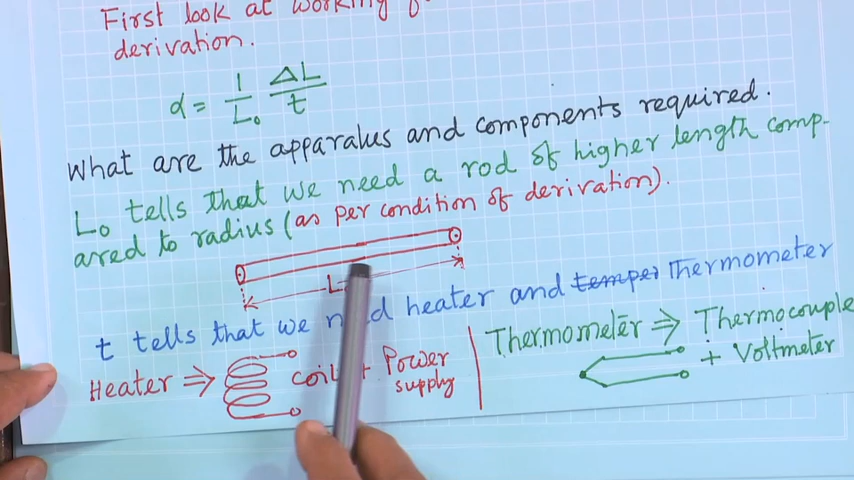 First look at working
derivation.
α = 1/L₀ ΔL/t
What are the apparatus and components required.
L₀ tells that we need a rod of higher length comp-
ared to radius (as per condition of derivation).
L
t tells that we need heater and temper Thermometer
Heater ⇒ coil + Power supply
Thermometer ⇒ Thermocouple + Voltmeter